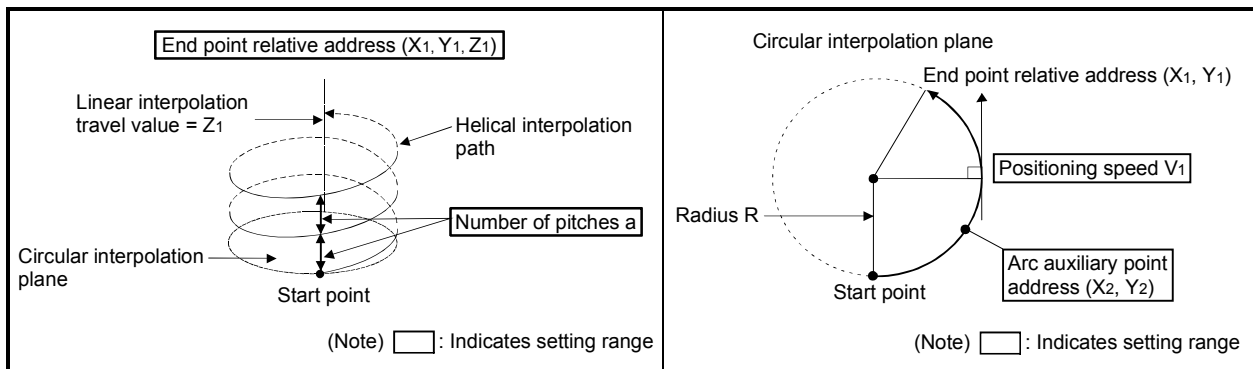 End point relative address (X1, Y1, Z1)
Linear interpolation
travel value = Z1
Helical interpolation
path
Number of pitches a
Circular interpolation
plane
Start point
(Note) : Indicates setting range
Circular interpolation plane
End point relative address (X1, Y1)
Positioning speed V1
Radius R
Arc auxiliary point
address (X2, Y2)
Start point
(Note) : Indicates setting range